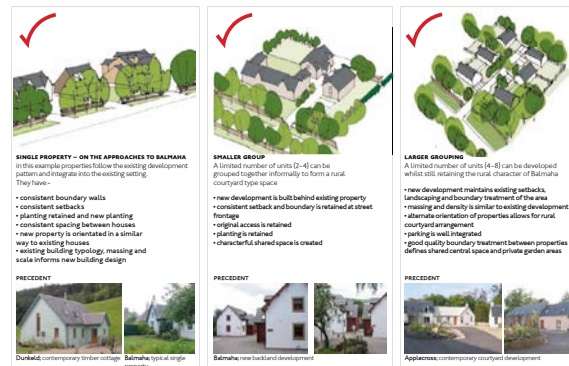 SINGLE PROPERTY – ON THE APPROACHES TO BALMAHA
In this example properties follow the existing development
pattern and integrate into the existing setting.
They have:-
• consistent boundary walls
• consistent setbacks
• planting retained and new planting
• consistent spacing between houses
• new property is orientated in a similar
way to existing houses
• existing building typology, massing and
scale informs new building design
PRECEDENT
Dunkeld; contemporary timber cottage
Balmaha; typical single
property
SMALLER GROUP
A limited number of units (2-4) can be
grouped together informally to form a rural
courtyard type space
• new development is built behind existing property
• consistent setback and boundary is retained at street
frontage
• original access is retained
• planting is retained
• characterful shared space is created
PRECEDENT
Balmaha; new backland development
LARGER GROUPING
A limited number of units (4-8) can be developed
whilst still retaining the rural character of Balmaha
• new development maintains existing setbacks,
landscaping and boundary treatment of the area
• massing and density is similar to existing development
• alternate orientation of properties allows for rural
courtyard arrangement
• parking is well integrated
• good quality boundary treatment between properties
defines shared central space and private garden areas
PRECEDENT
Applecross; contemporary courtyard development